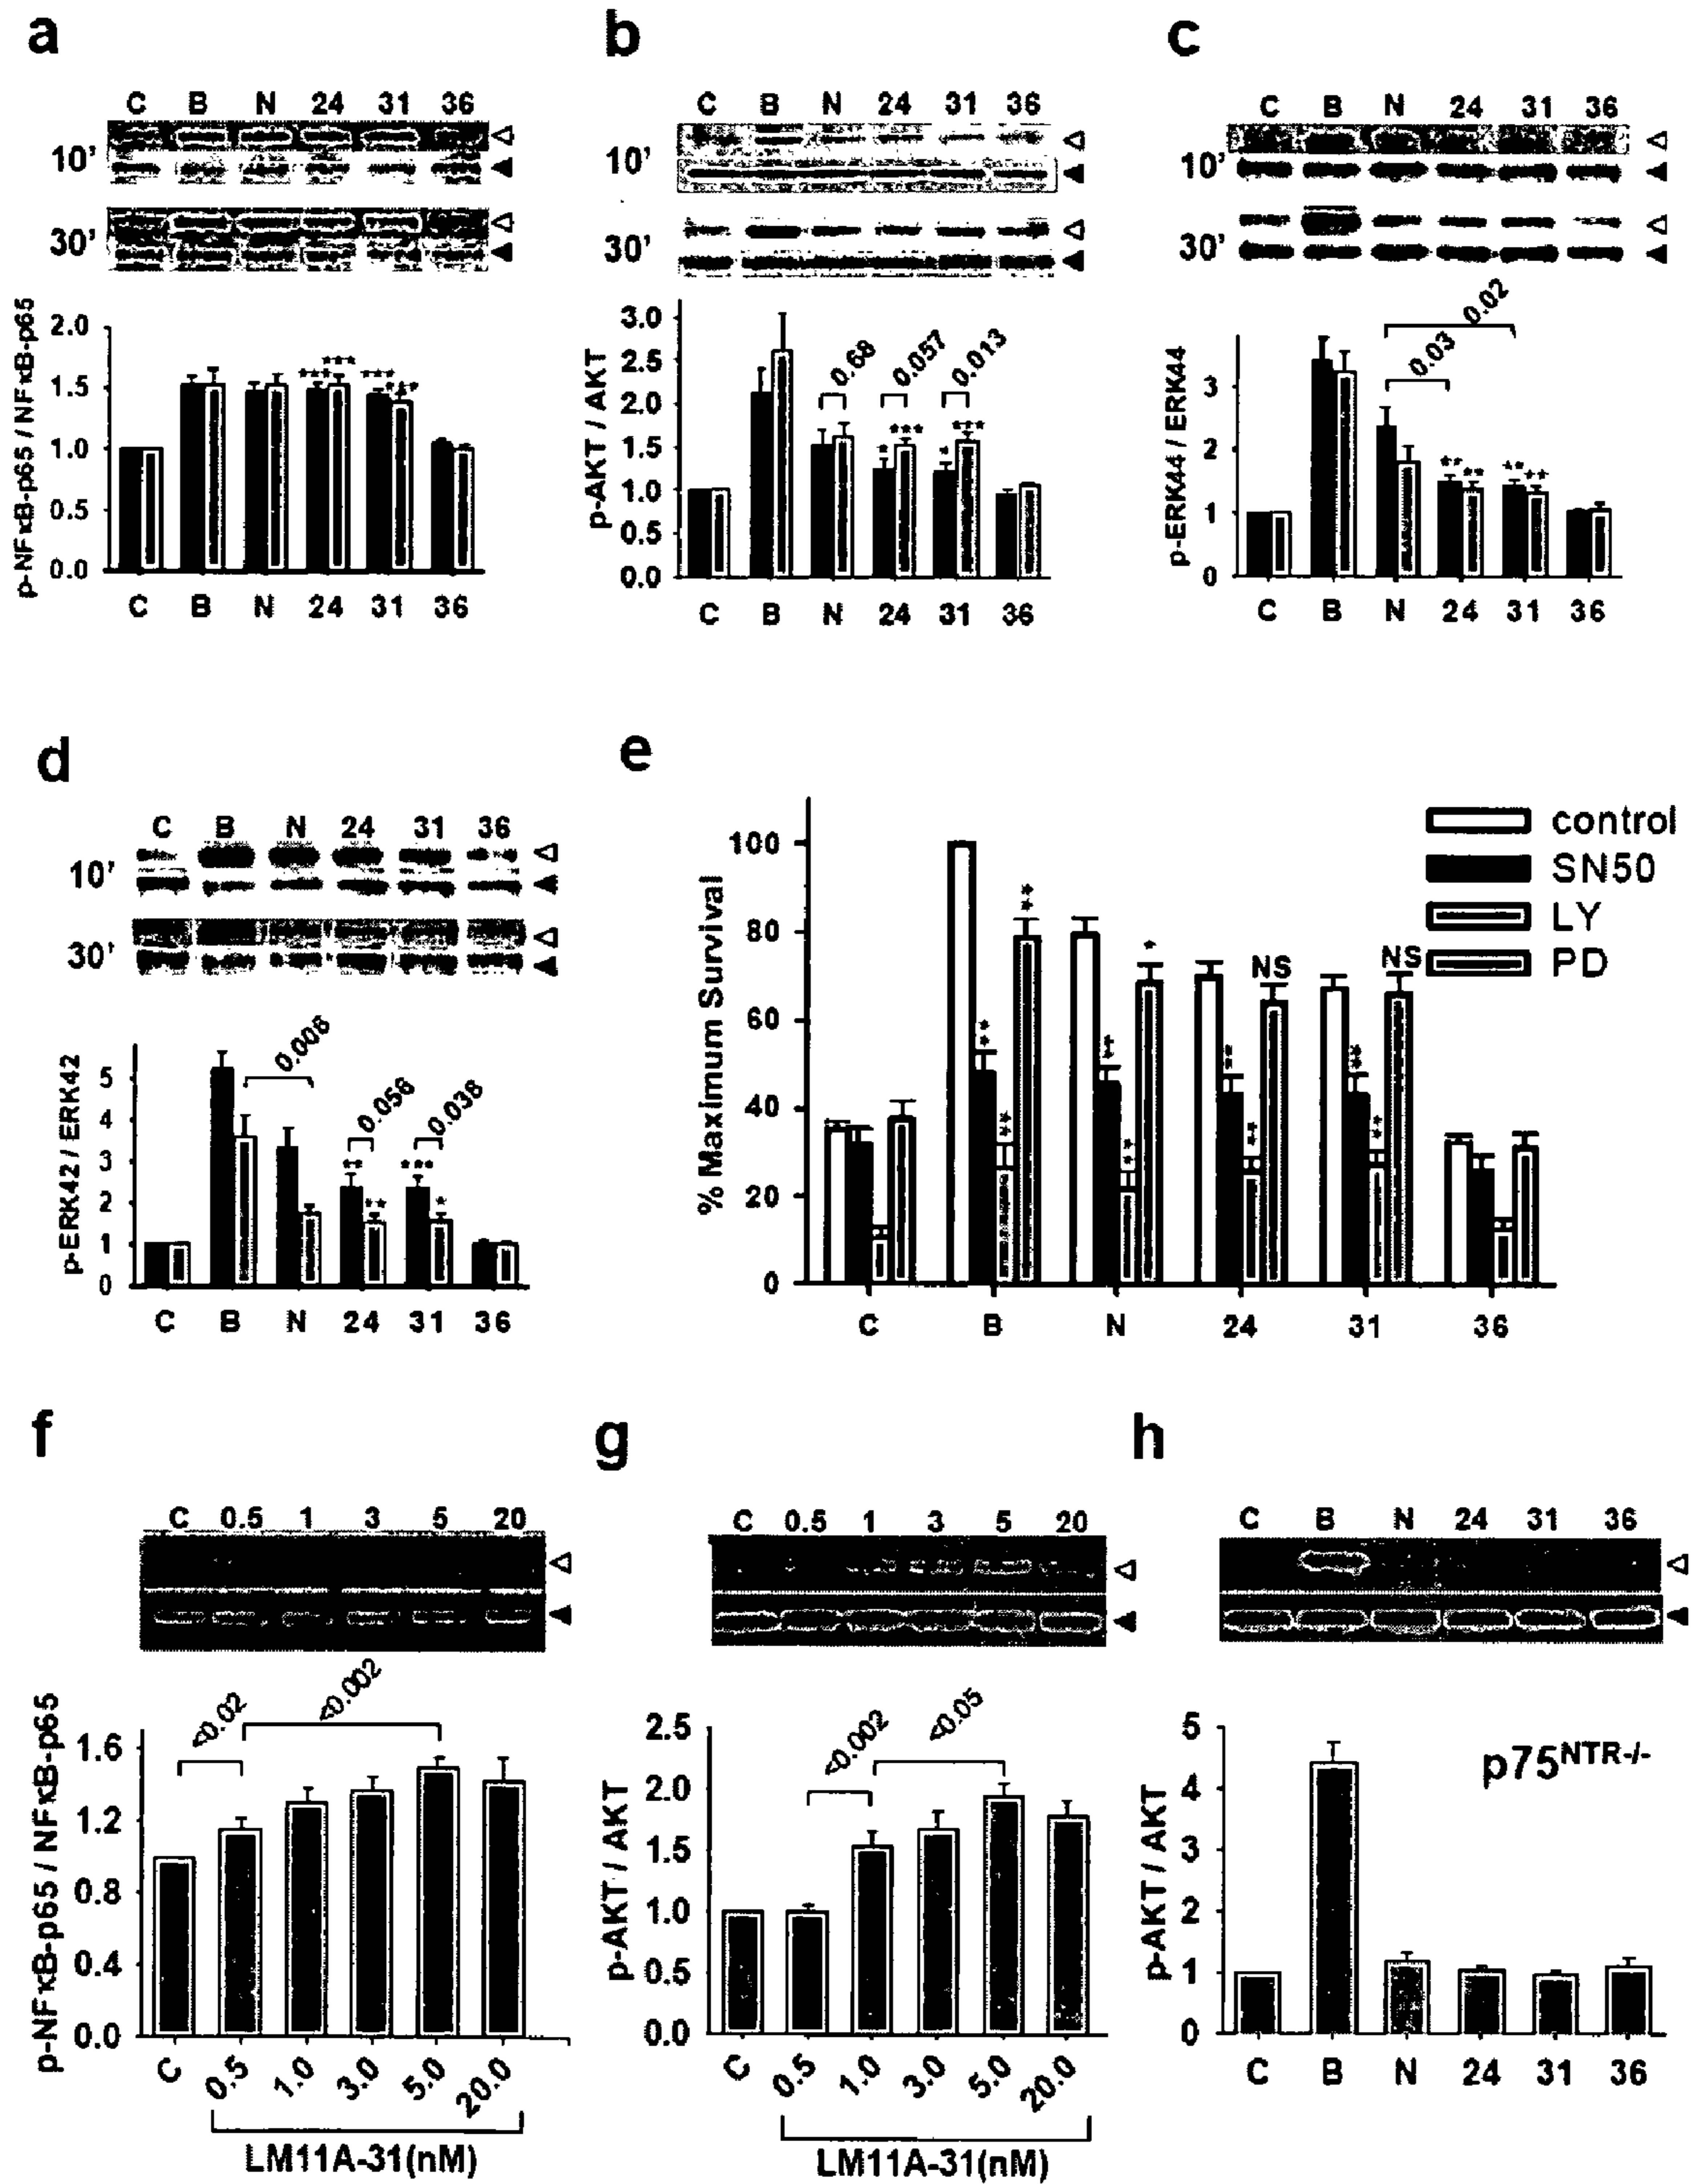 a
C B N 24 31 36
10'
30'
p-NFκB-p65 / NFκB-p65
2.0
1.5
1.0
0.5
0.0
*** *** *** ***
C B N 24 31 36
b
C B N 24 31 36
10'
30'
p-AKT / AKT
3.0
2.5
2.0
1.5
1.0
0.5
0.0
0.68 0.057 0.013
* *** * ***
C B N 24 31 36
c
C B N 24 31 36
10'
30'
p-ERK44 / ERK44
0.02
0.03
3
2
1
0
** ** ** **
C B N 24 31 36
d
C B N 24 31 36
10'
30'
p-ERK42 / ERK42
5
4
3
2
1
0
0.008
0.056 0.038
** ** *** *
C B N 24 31 36
e
% Maximum Survival
100
80
60
40
20
0
** ** **
** ** *
** ** NS
** ** NS
C B N 24 31 36
control
SN50
LY
PD
f
C 0.5 1 3 5 20
p-NFκB-p65 / NFκB-p65
<0.02 <0.002
1.6
1.2
0.8
0.4
0.0
C 0.5 1.0 3.0 5.0 20.0
LM11A-31(nM)
g
C 0.5 1 3 5 20
p-AKT / AKT
<0.002 <0.05
2.5
2.0
1.5
1.0
0.5
0.0
C 0.5 1.0 3.0 5.0 20.0
LM11A-31(nM)
h
C B N 24 31 36
p-AKT / AKT
p75NTR-/-
5
4
3
2
1
0
C B N 24 31 36